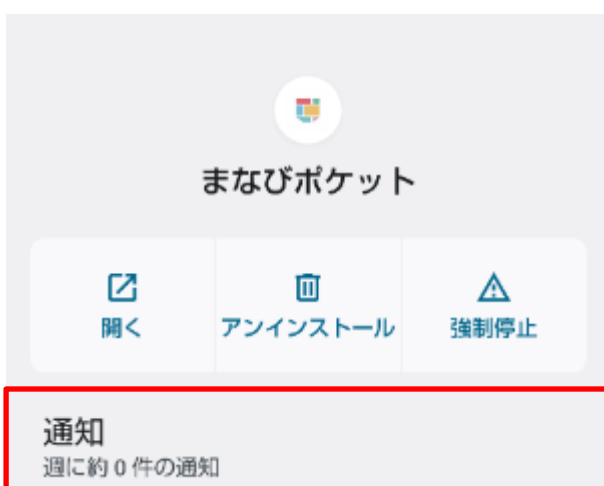 まなびポケット
開く
アンインストール
強制停止
通知
週に約 0 件の通知